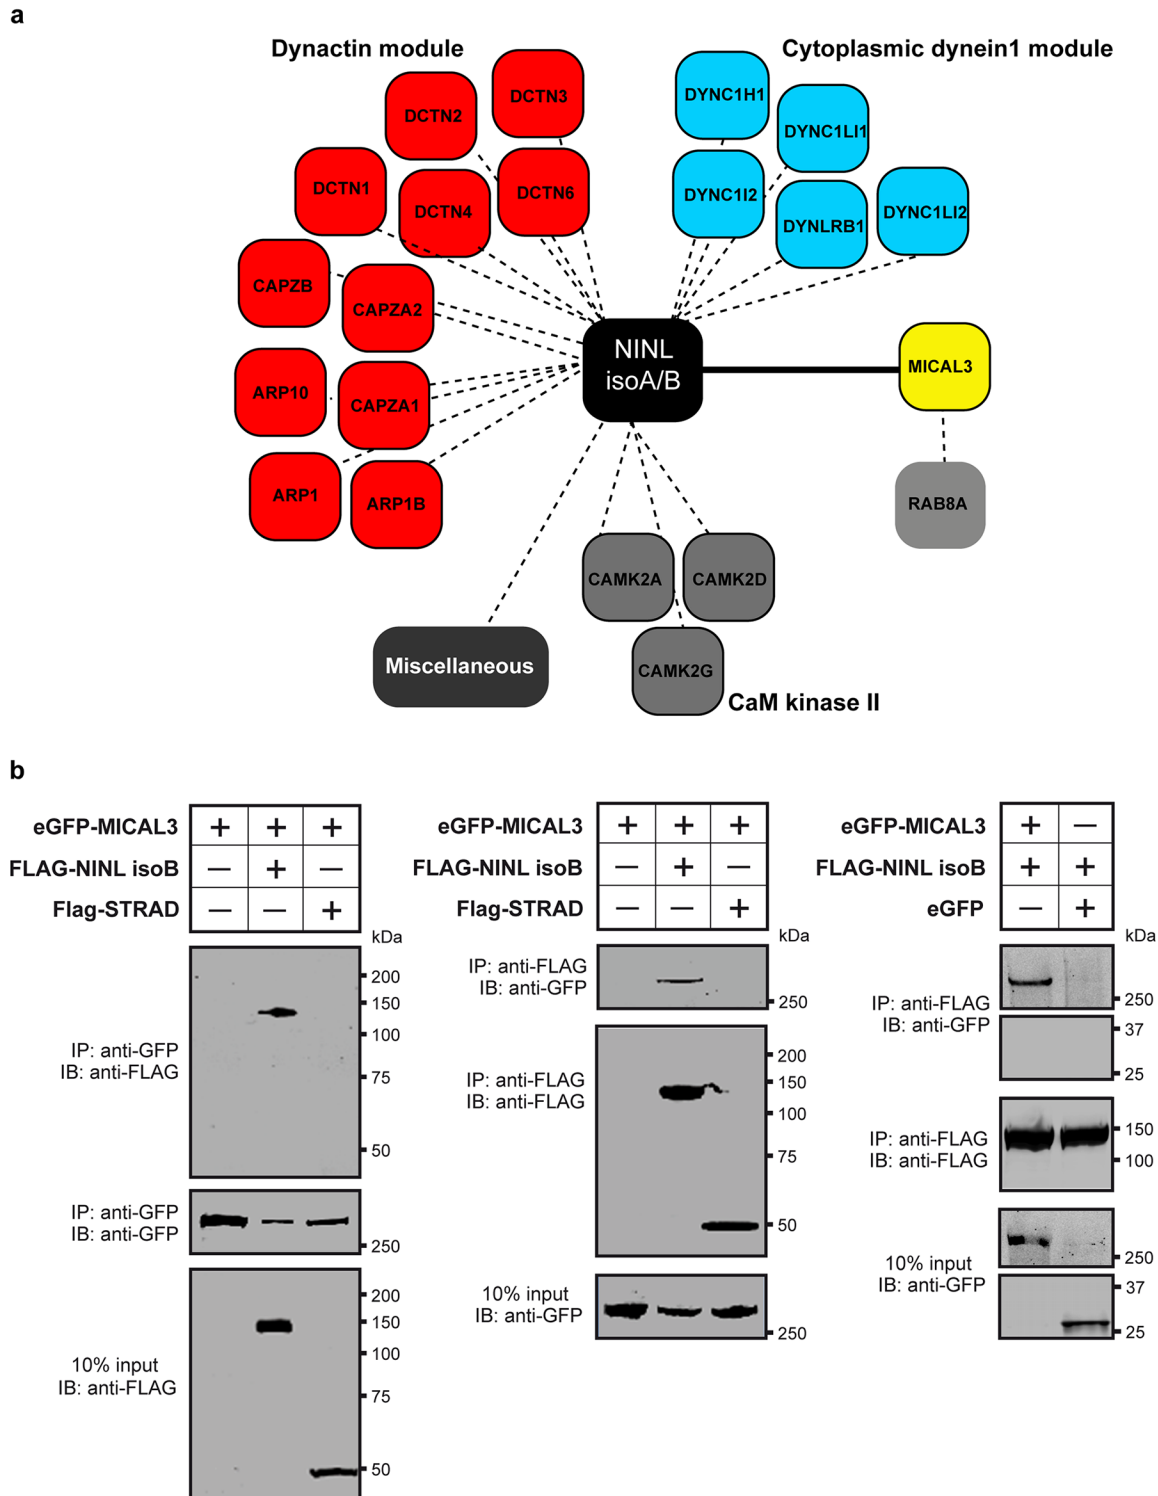 a
Dynactin module
Cytoplasmic dynein1 module
DCTN3
DCTN2
DCTN1
DCTN4
DCTN6
CAPZB
CAPZA2
ARP10
CAPZA1
ARP1
ARP1B
DYNC1H1
DYNC1LI1
DYNC1I2
DYNLRB1
DYNC1LI2
NINL
isoA/B
MICAL3
RAB8A
CAMK2A
CAMK2D
CAMK2G
CaM kinase II
Miscellaneous
b
eGFP-MICAL3 + + +
FLAG-NINL isoB — + —
Flag-STRAD — — +
kDa
IP: anti-GFP
IB: anti-FLAG
200
150
100
75
50
IP: anti-GFP
IB: anti-GFP
250
10% input
IB: anti-FLAG
200
150
100
75
50
eGFP-MICAL3 + + +
FLAG-NINL isoB — + —
Flag-STRAD — — +
kDa
IP: anti-FLAG
IB: anti-GFP
250
IP: anti-FLAG
IB: anti-FLAG
200
150
100
75
50
10% input
IB: anti-GFP
250
eGFP-MICAL3 + —
FLAG-NINL isoB + +
eGFP — +
kDa
IP: anti-FLAG
IB: anti-GFP
250
37
25
IP: anti-FLAG
IB: anti-FLAG
150
100
10% input
IB: anti-GFP
250
37
25